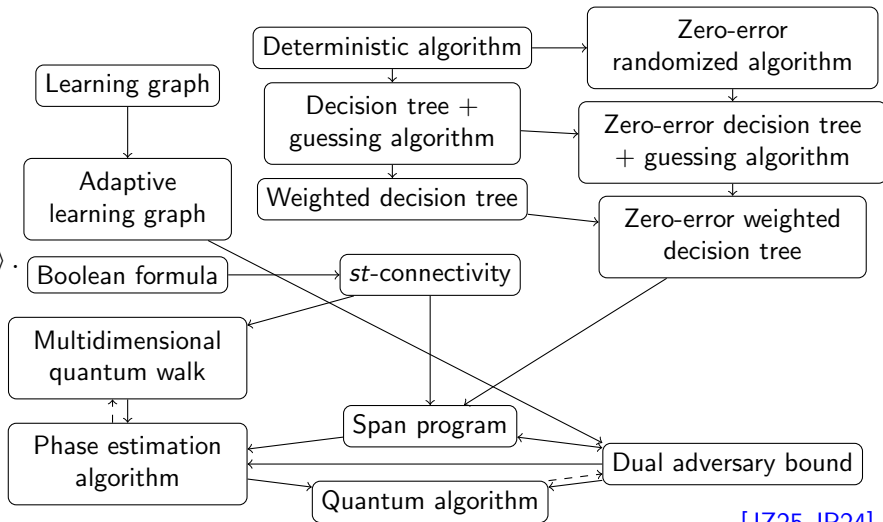 Deterministic algorithm
Zero-error
randomized algorithm
Learning graph
Decision tree +
guessing algorithm
Zero-error decision tree
+ guessing algorithm
Adaptive
learning graph
Weighted decision tree
Zero-error weighted
decision tree
⟩.
Boolean formula
st-connectivity
Multidimensional
quantum walk
Span program
Phase estimation
algorithm
Dual adversary bound
Quantum algorithm